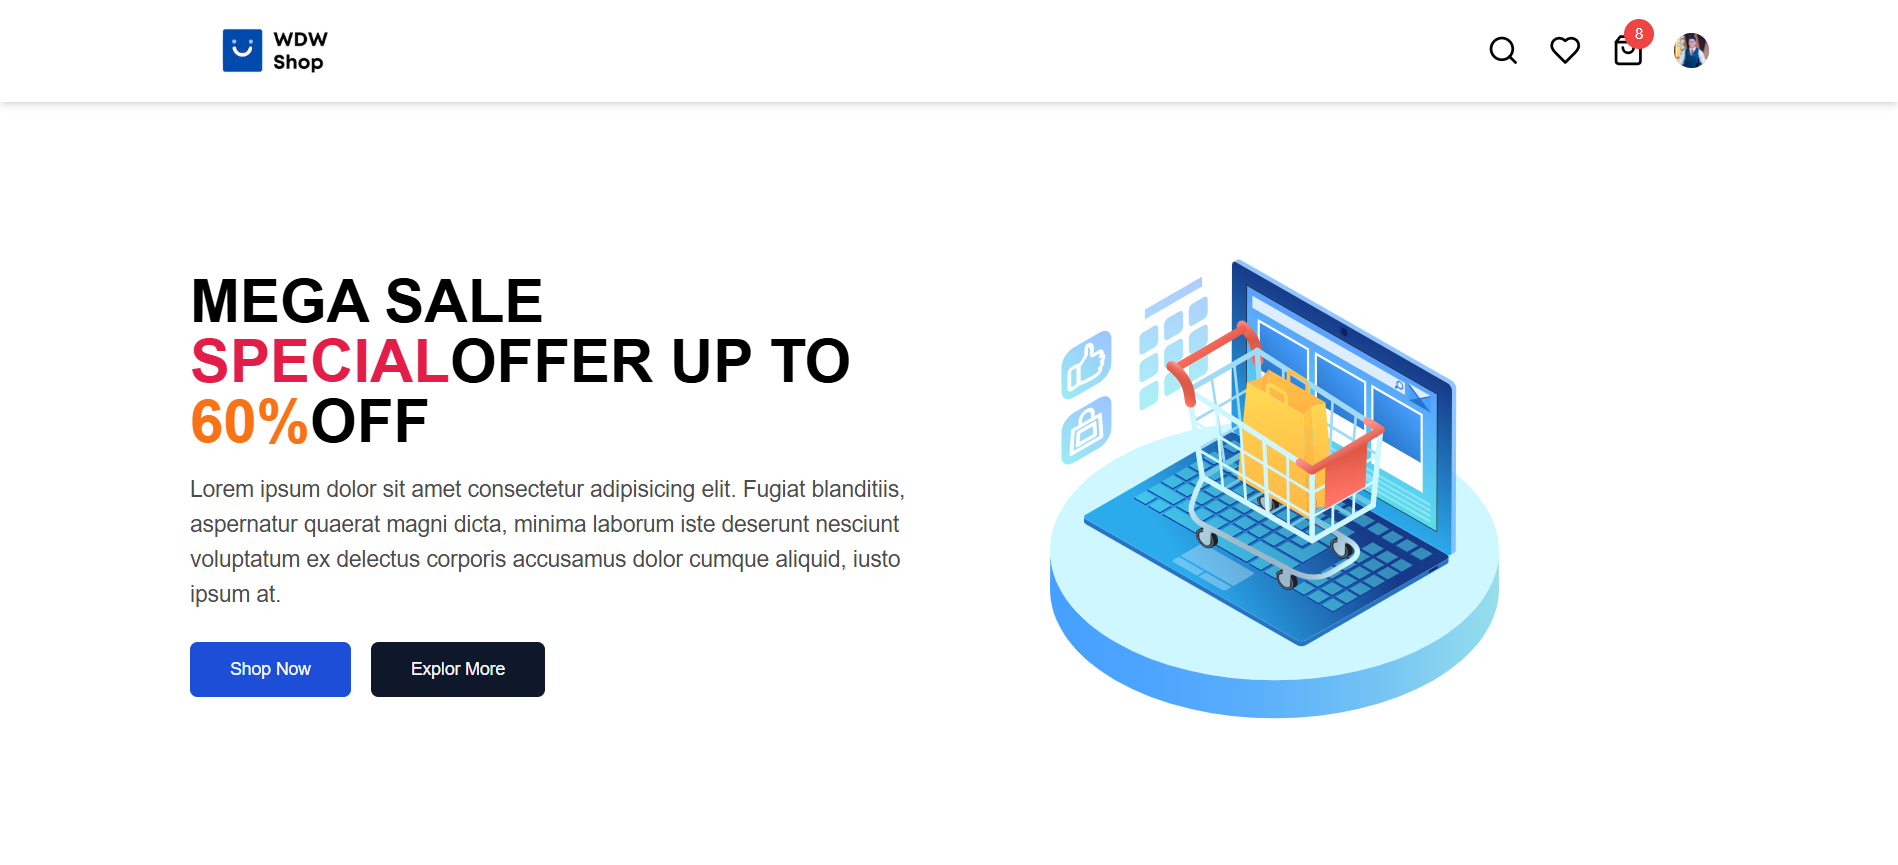 WDW
Shop
8
MEGA SALE
SPECIALOFFER UP TO
60%OFF
Lorem ipsum dolor sit amet consectetur adipisicing elit. Fugiat blanditiis,
aspernatur quaerat magni dicta, minima laborum iste deserunt nesciunt
voluptatum ex delectus corporis accusamus dolor cumque aliquid, iusto
ipsum at.
Shop Now
Explor More